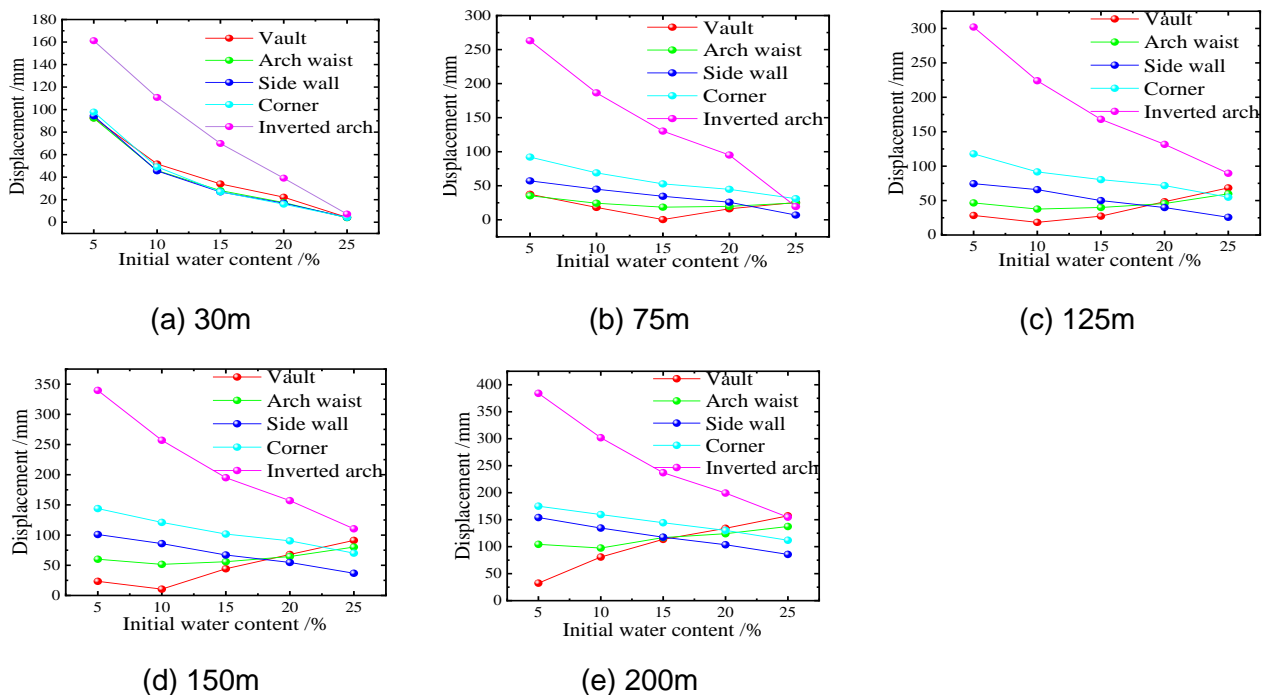 180
160
140
120
100
80
60
40
20
0
Displacement /mm
Vault
Arch waist
Side wall
Corner
Inverted arch
5 10 15 20 25
Initial water content /%
(a) 30m
300
250
200
150
100
50
0
Displacement /mm
Vault
Arch waist
Side wall
Corner
Inverted arch
5 10 15 20 25
Initial water content /%
(b) 75m
300
250
200
150
100
50
0
Displacement /mm
Vault
Arch waist
Side wall
Corner
Inverted arch
5 10 15 20 25
Initial water content /%
(c) 125m
350
300
250
200
150
100
50
0
Displacement /mm
Vault
Arch waist
Side wall
Corner
Inverted arch
5 10 15 20 25
Initial water content /%
(d) 150m
400
350
300
250
200
150
100
50
0
Displacement /mm
Vault
Arch waist
Side wall
Corner
Inverted arch
5 10 15 20 25
Initial water content /%
(e) 200m